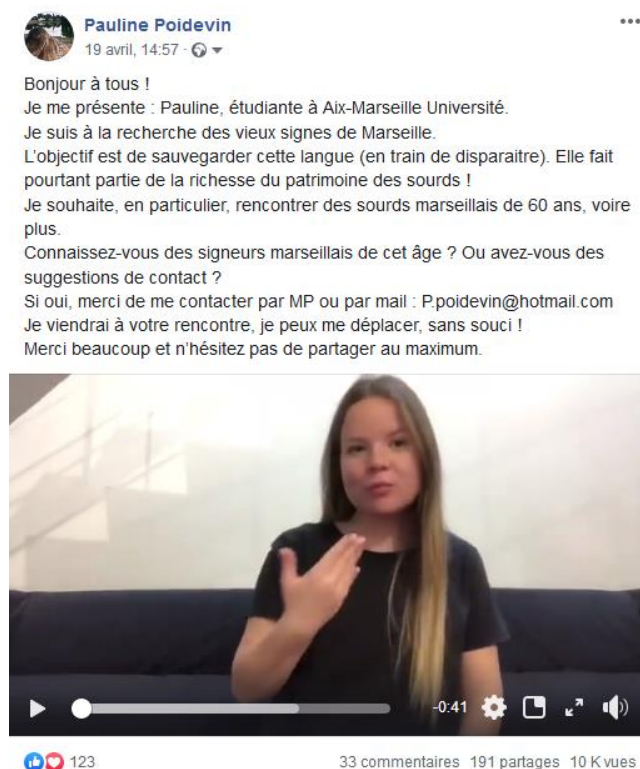 Pauline Poidevin
19 avril, 14:57 ·
Bonjour à tous !
Je me présente : Pauline, étudiante à Aix-Marseille Université.
Je suis à la recherche des vieux signes de Marseille.
L'objectif est de sauvegarder cette langue (en train de disparaitre). Elle fait
pourtant partie de la richesse du patrimoine des sourds !
Je souhaite, en particulier, rencontrer des sourds marseillais de 60 ans, voire
plus.
Connaissez-vous des signeurs marseillais de cet âge ? Ou avez-vous des
suggestions de contact ?
Si oui, merci de me contacter par MP ou par mail : P.poidevin@hotmail.com
Je viendrai à votre rencontre, je peux me déplacer, sans souci !
Merci beaucoup et n'hésitez pas de partager au maximum.
-0:41
123
33 commentaires 191 partages 10 K vues